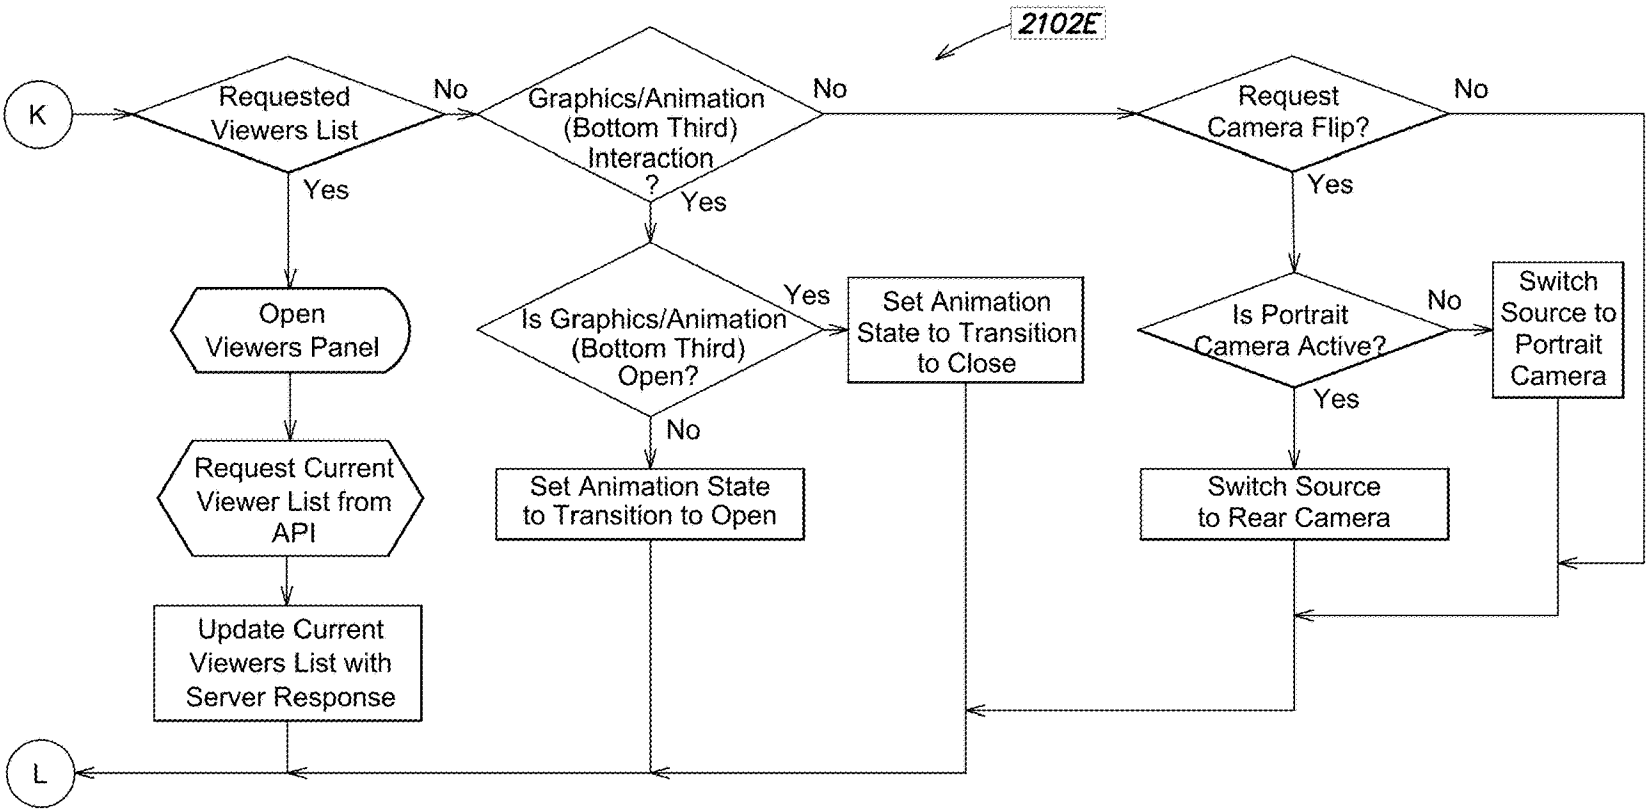 2102E
K
Requested
Viewers List
No
Yes
Graphics/Animation
(Bottom Third)
Interaction
?
No
Yes
Request
Camera Flip?
No
Yes
Open
Viewers Panel
Is Graphics/Animation
(Bottom Third)
Open?
Yes
No
Set Animation
State to Transition
to Close
Is Portrait
Camera Active?
No
Yes
Switch
Source to
Portrait
Camera
Request Current
Viewer List from
API
Set Animation State
to Transition to Open
Switch Source
to Rear Camera
Update Current
Viewers List with
Server Response
L